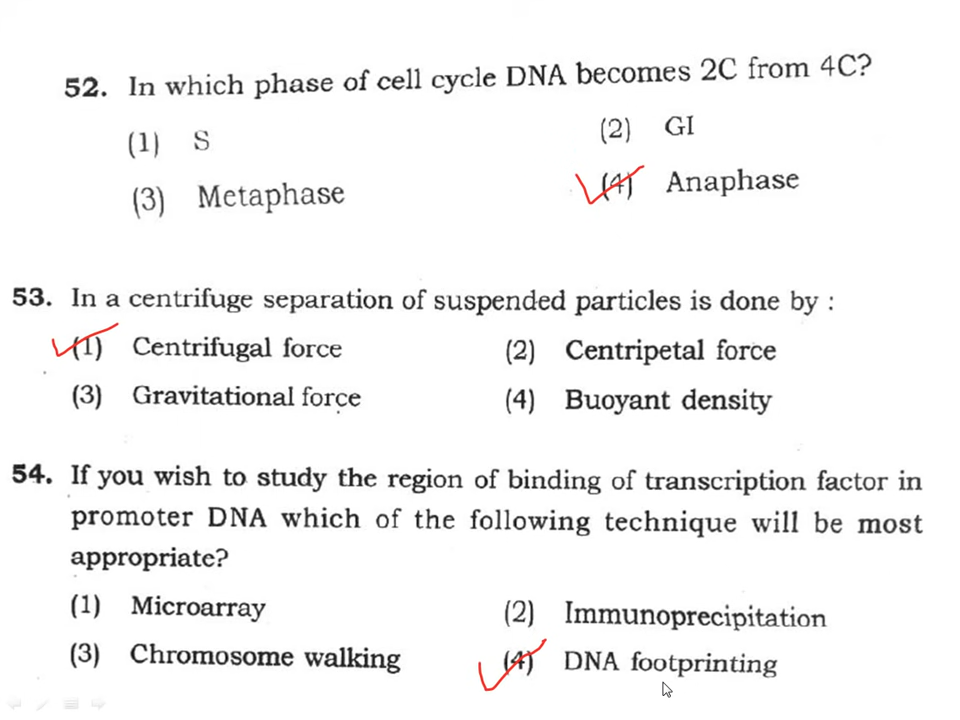 52. In which phase of cell cycle DNA becomes 2C from 4C?
(1) S (2) GI
(3) Metaphase (4) Anaphase
53. In a centrifuge separation of suspended particles is done by :
(1) Centrifugal force (2) Centripetal force
(3) Gravitational force (4) Buoyant density
54. If you wish to study the region of binding of transcription factor in
promoter DNA which of the following technique will be most
appropriate?
(1) Microarray (2) Immunoprecipitation
(3) Chromosome walking (4) DNA footprinting